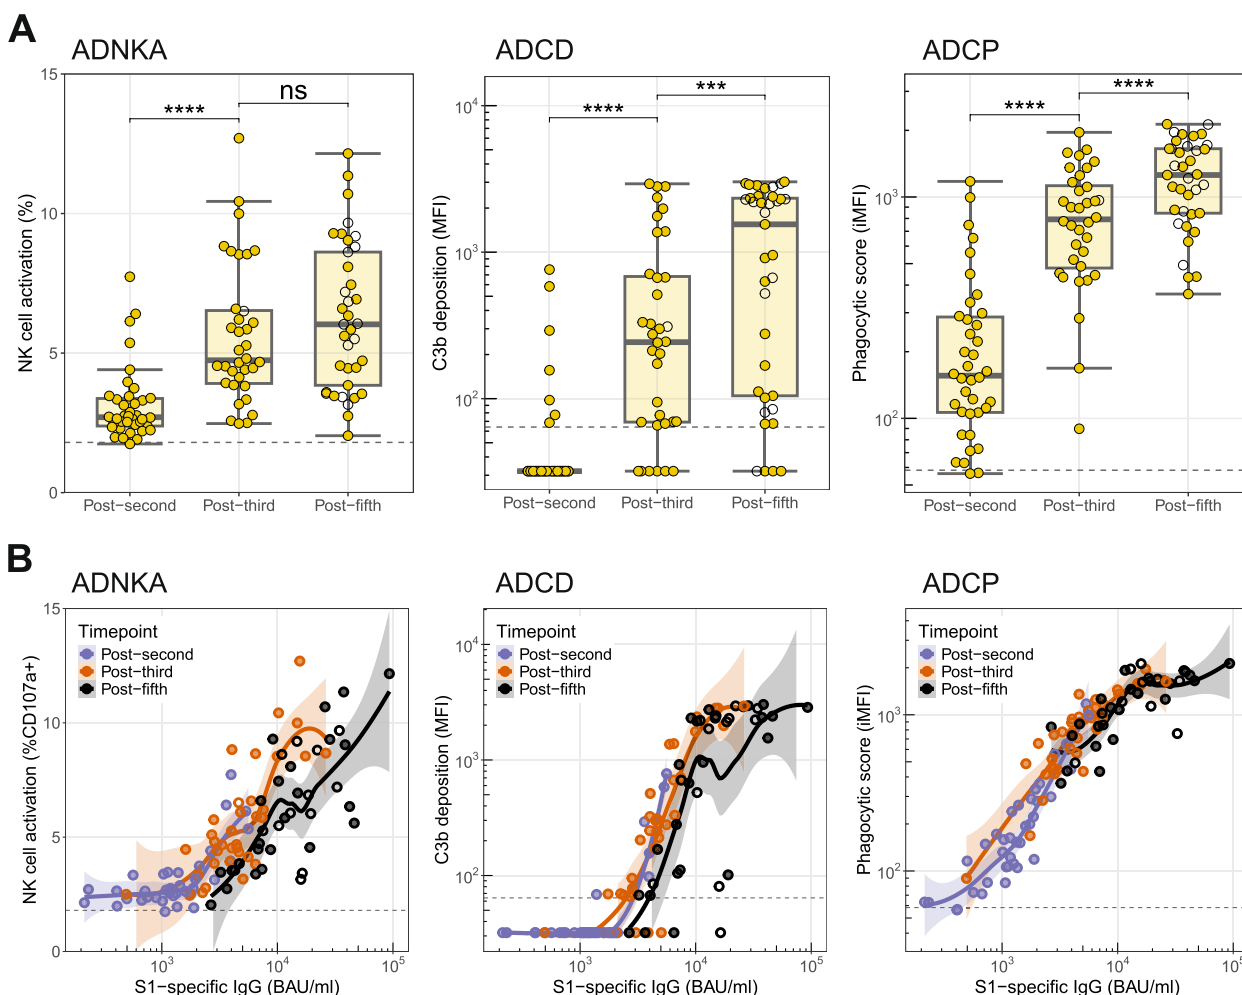 A
ADNKA
ADCD
ADCP
NK cell activation (%)
15
10
5
0
****
ns
Post−second
Post−third
Post−fifth
C3b deposition (MFI)
10⁴
10³
10²
****
***
Post−second
Post−third
Post−fifth
Phagocytic score (iMFI)
10³
10²
****
****
Post−second
Post−third
Post−fifth
B
ADNKA
ADCD
ADCP
NK cell activation (%CD107a+)
15
10
5
0
Timepoint
Post−second
Post−third
Post−fifth
10³
10⁴
10⁵
S1−specific IgG (BAU/ml)
C3b deposition (MFI)
10⁴
10³
10²
Timepoint
Post−second
Post−third
Post−fifth
10³
10⁴
10⁵
S1−specific IgG (BAU/ml)
Phagocytic score (iMFI)
10³
10²
Timepoint
Post−second
Post−third
Post−fifth
10³
10⁴
10⁵
S1−specific IgG (BAU/ml)